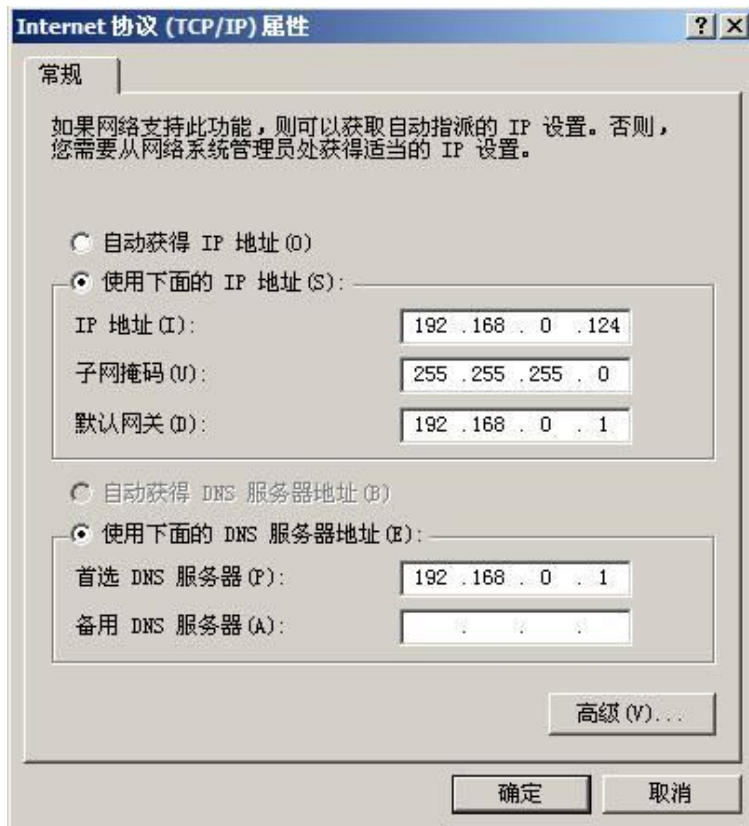 Internet 协议 (TCP/IP) 属性
常规
如果网络支持此功能，则可以获取自动指派的 IP 设置。否则，
您需要从网络系统管理员处获得适当的 IP 设置。
自动获得 IP 地址(O)
使用下面的 IP 地址(S):
IP 地址(I): 192 .168 . 0 .124
子网掩码(U): 255 .255 .255 . 0
默认网关(D): 192 .168 . 0 . 1
自动获得 DNS 服务器地址(B)
使用下面的 DNS 服务器地址(E):
首选 DNS 服务器(P): 192 .168 . 0 . 1
备用 DNS 服务器(A): . . .
高级(V)...
确定 取消